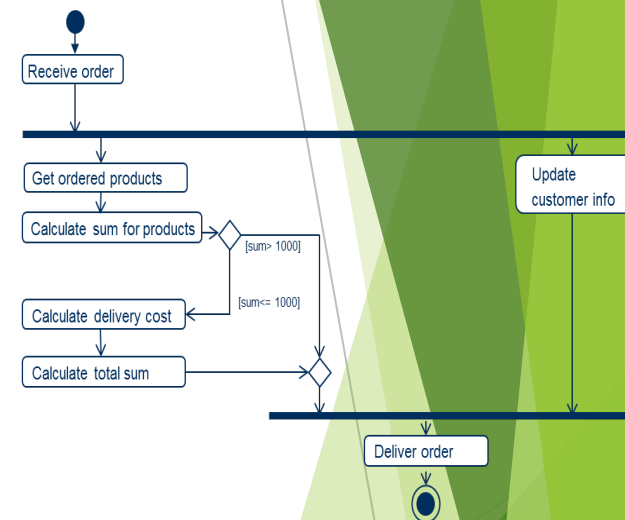 Receive order
Get ordered products
Update
customer info
Calculate sum for products
[sum> 1000]
[sum<= 1000]
Calculate delivery cost
Calculate total sum
Deliver order